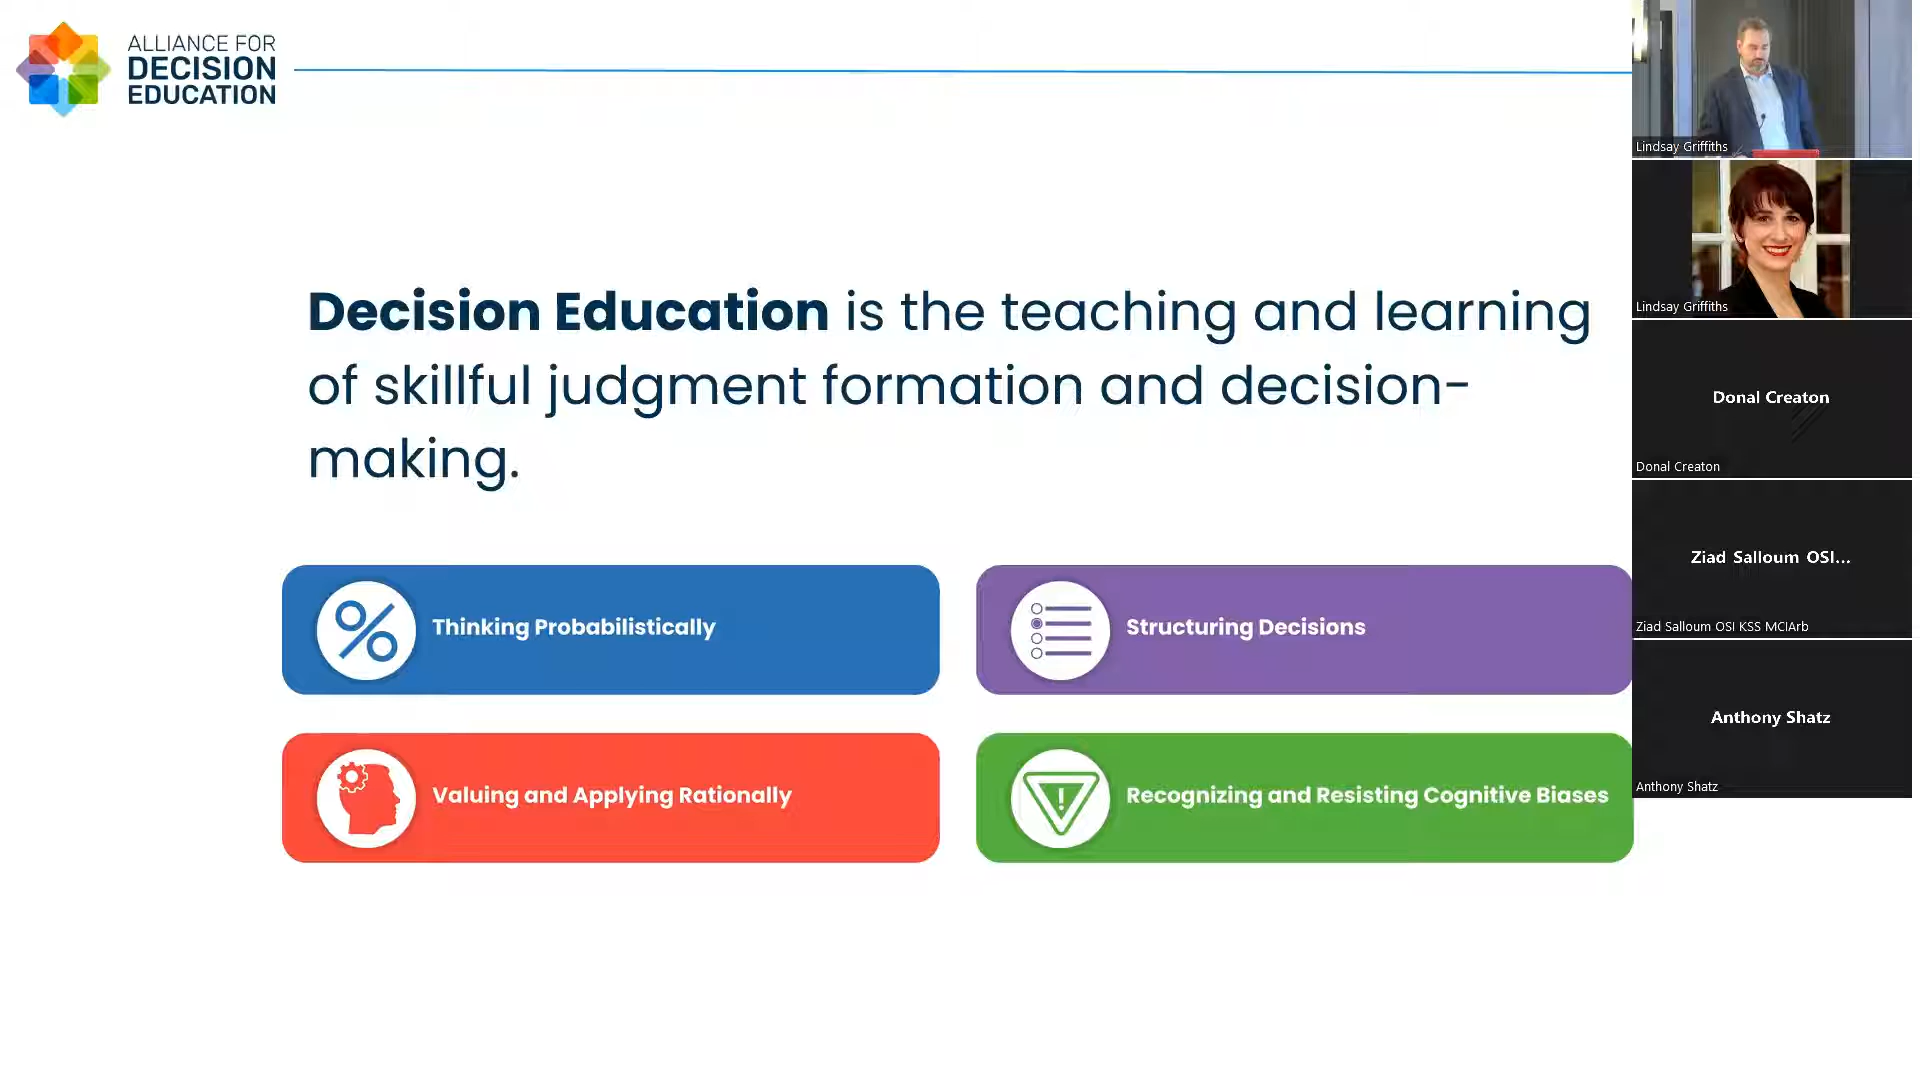 ALLIANCE FOR
DECISION
EDUCATION
Decision Education is the teaching and learning
of skillful judgment formation and decision-
making.
Thinking Probabilistically
Structuring Decisions
Valuing and Applying Rationally
Recognizing and Resisting Cognitive Biases
Lindsay Griffiths
Lindsay Griffiths
Donal Creaton
Donal Creaton
Ziad Salloum OSI...
Ziad Salloum OSI KSS MCIArb
Anthony Shatz
Anthony Shatz